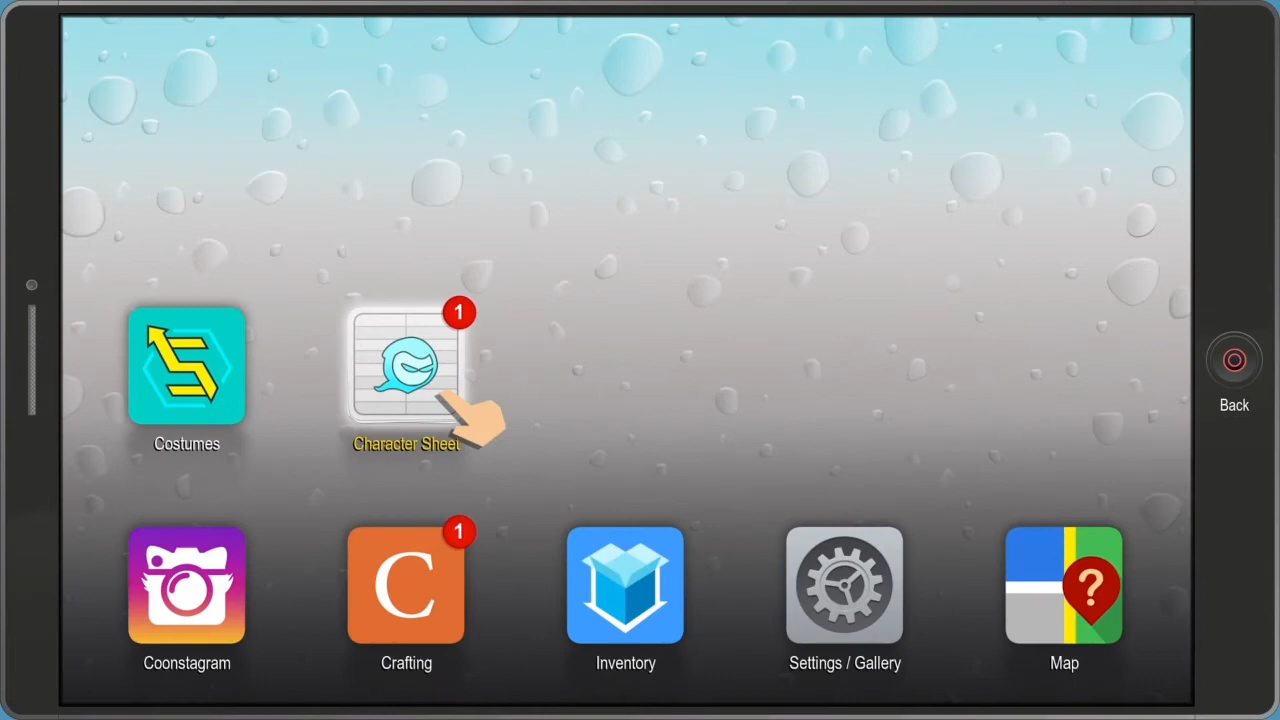 1
Costumes
Character Sheet
Back
1
C
?
Coonstagram
Crafting
Inventory
Settings / Gallery
Map